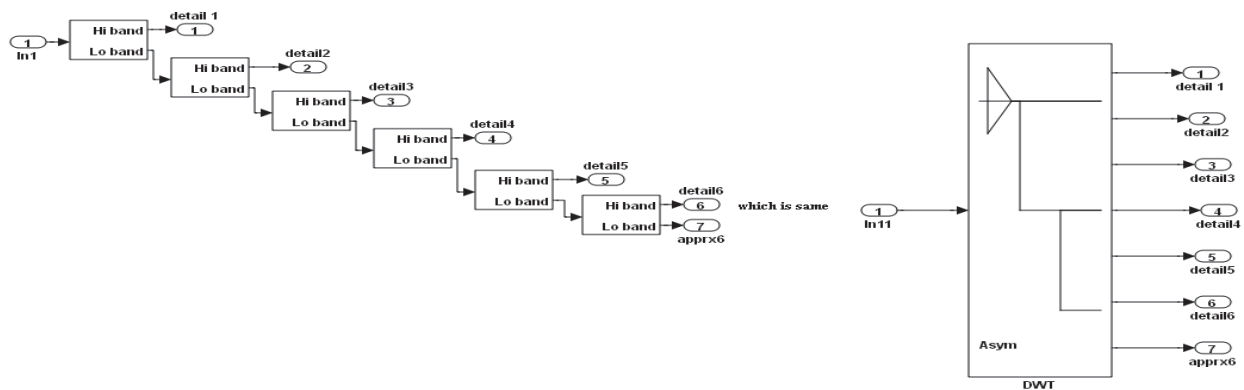 1
In1
Hi band
Lo band
detail 1
1
Hi band
Lo band
detail2
2
Hi band
Lo band
detail3
3
Hi band
Lo band
detail4
4
Hi band
Lo band
detail5
5
Hi band
Lo band
detail6
6
7
apprx6
which is same
1
In11
Asym
DWT
1
detail 1
2
detail2
3
detail3
4
detail4
5
detail5
6
detail6
7
apprx6